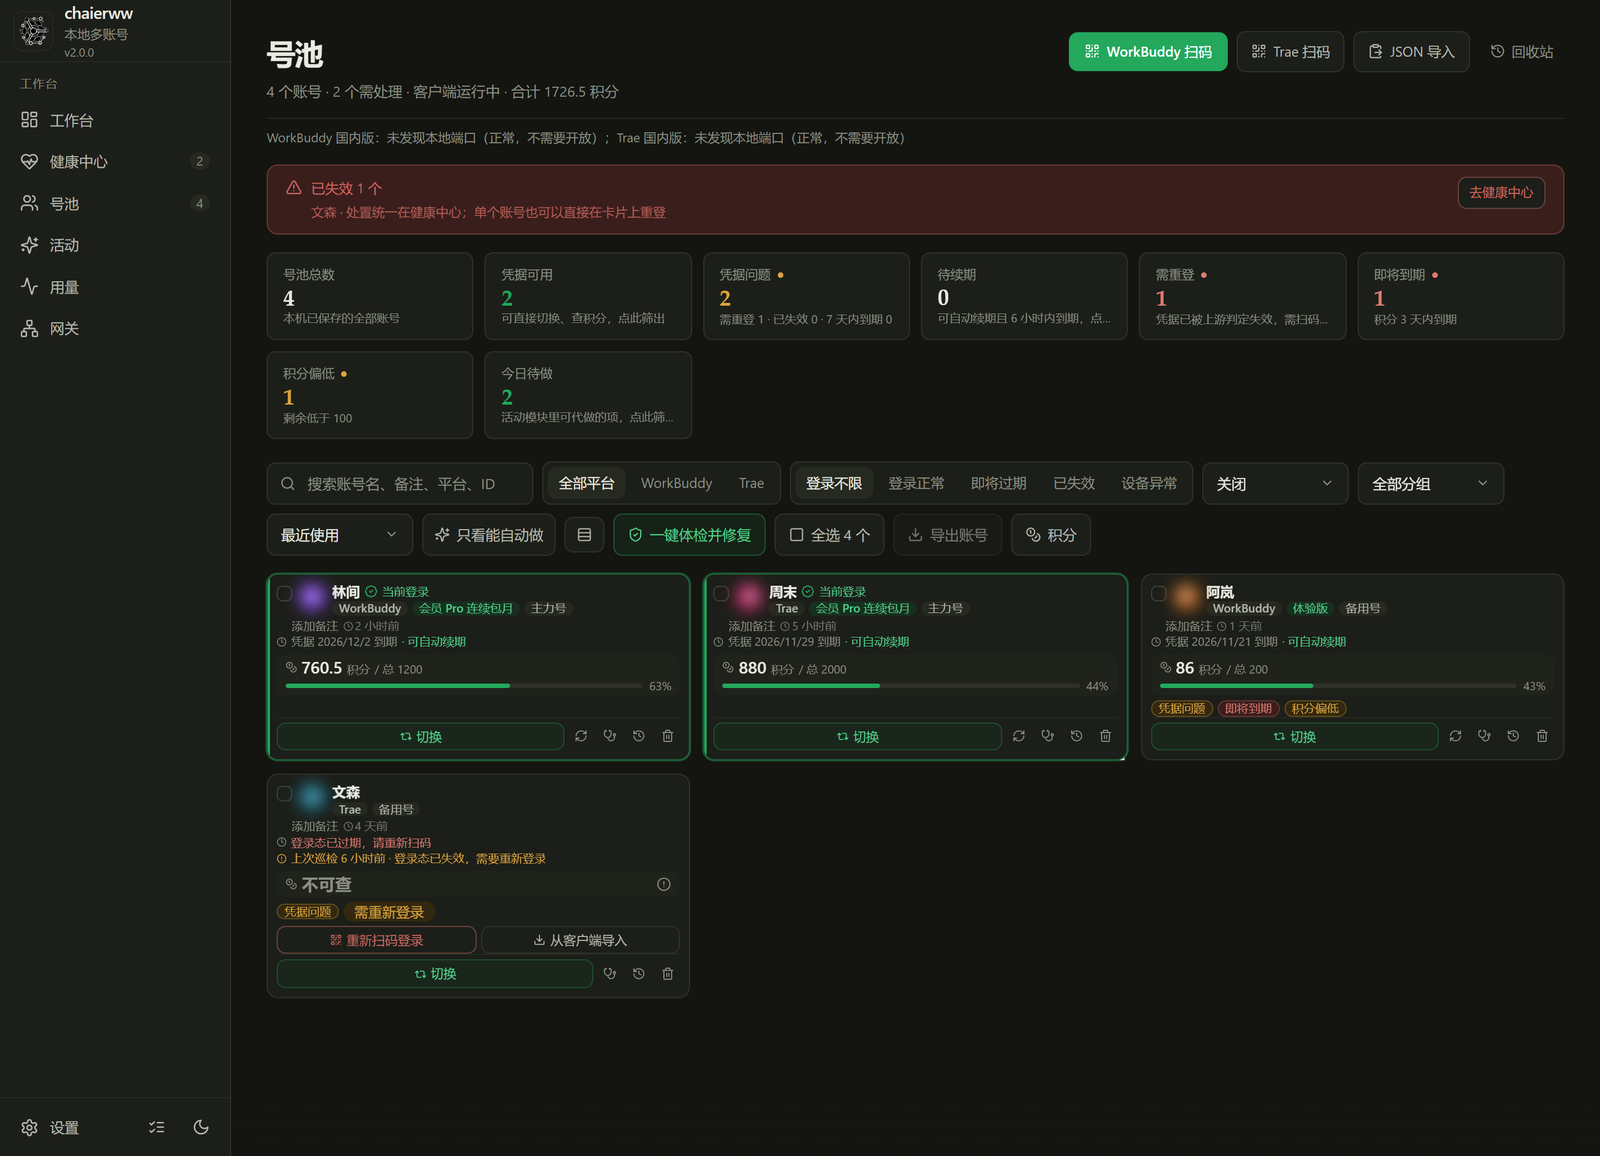 chaierww
本地多账号
v2.0.0
工作台
工作台
健康中心 2
号池 4
活动
用量
网关
设置
号池
WorkBuddy 扫码
Trae 扫码
JSON 导入
回收站
4 个账号 · 2 个需处理 · 客户端运行中 · 合计 1726.5 积分
WorkBuddy 国内版：未发现本地端口（正常，不需要开放）；Trae 国内版：未发现本地端口（正常，不需要开放）
已失效 1 个
文森 · 处置统一在健康中心；单个账号也可以直接在卡片上重登
去健康中心
号池总数
4
本机已保存的全部账号
凭据可用
2
可直接切换、查积分，点此筛出
凭据问题
2
需重登 1 · 已失效 0 · 7 天内到期 0
待续期
0
可自动续期且 6 小时内到期，点...
需重登
1
凭据已被上游判定失效，需扫码...
即将到期
1
积分 3 天内到期
积分偏低
1
剩余低于 100
今日待做
2
活动模块里可代做的项，点此筛...
搜索账号名、备注、平台、ID
全部平台 WorkBuddy Trae
登录不限 登录正常 即将过期 已失效 设备异常
关闭
全部分组
最近使用
只看能自动做
一键体检并修复
全选 4 个
导出账号
积分
林间 当前登录
WorkBuddy 会员 Pro 连续包月 主力号
添加备注 2 小时前
凭据 2026/12/2 到期 · 可自动续期
760.5 积分 / 总 1200
63%
切换
周末 当前登录
Trae 会员 Pro 连续包月 主力号
添加备注 5 小时前
凭据 2026/11/29 到期 · 可自动续期
880 积分 / 总 2000
44%
切换
阿岚
WorkBuddy 体验版 备用号
添加备注 1 天前
凭据 2026/11/21 到期 · 可自动续期
86 积分 / 总 200
43%
凭据问题 即将到期 积分偏低
切换
文森
Trae 备用号
添加备注 4 天前
登录态已过期，请重新扫码
上次巡检 6 小时前 · 登录态已失效，需要重新登录
不可查
凭据问题 需重新登录
重新扫码登录
从客户端导入
切换